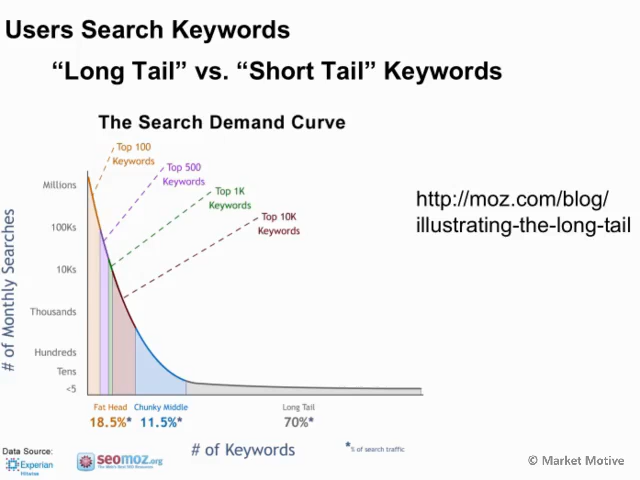 Users Search Keywords
“Long Tail” vs. “Short Tail” Keywords
The Search Demand Curve
Top 100
Keywords
Top 500
Keywords
Top 1K
Keywords
Top 10K
Keywords
http://moz.com/blog/
illustrating-the-long-tail
# of Monthly Searches
Millions
100Ks
10Ks
Thousands
Hundreds
Tens
<5
Fat Head
18.5%*
Chunky Middle
11.5%*
Long Tail
70%*
# of Keywords
*% of search traffic
Data Source:
Experian
Hitwise
seomoz.org
© Market Motive